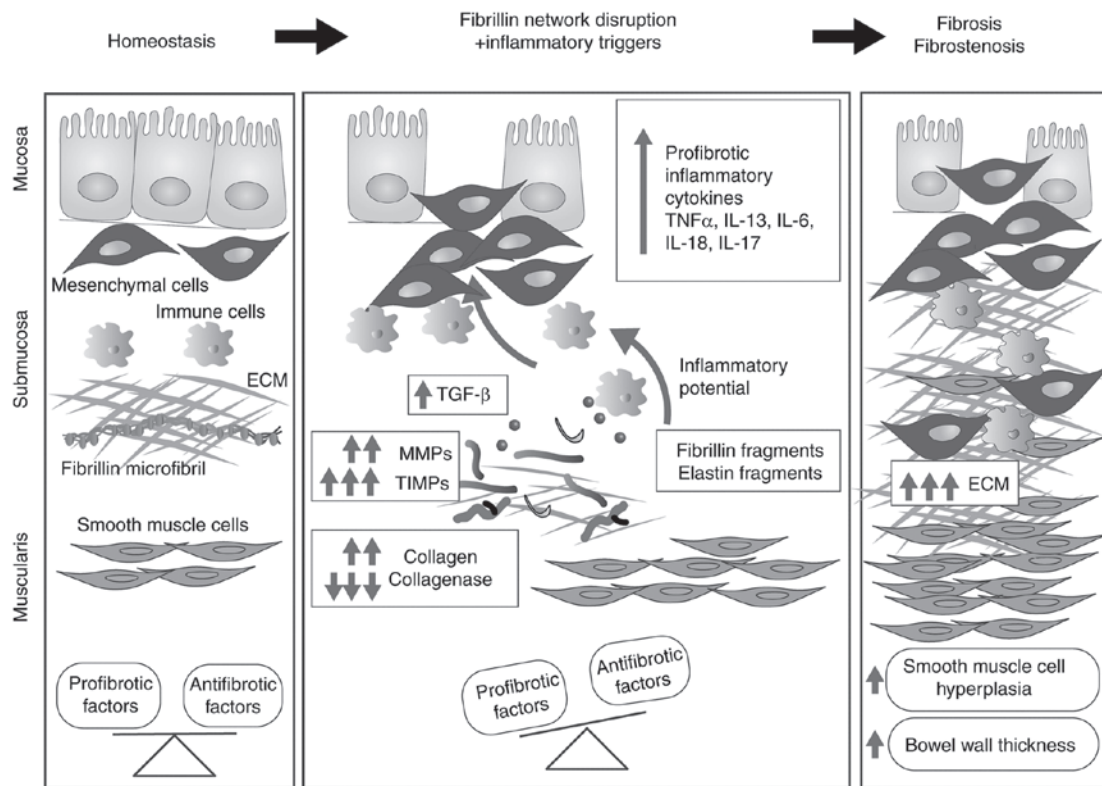 Homeostasis
Fibrillin network disruption
+inflammatory triggers
Fibrosis
Fibrostenosis
Mucosa
Submucosa
Muscularis
Mesenchymal cells
Immune cells
ECM
Fibrillin microfibril
Smooth muscle cells
Profibrotic
factors
Antifibrotic
factors
Profibrotic
inflammatory
cytokines
TNFα, IL-13, IL-6,
IL-18, IL-17
Inflammatory
potential
TGF-β
MMPs
TIMPs
Fibrillin fragments
Elastin fragments
Collagen
Collagenase
Profibrotic
factors
Antifibrotic
factors
ECM
Smooth muscle cell
hyperplasia
Bowel wall thickness